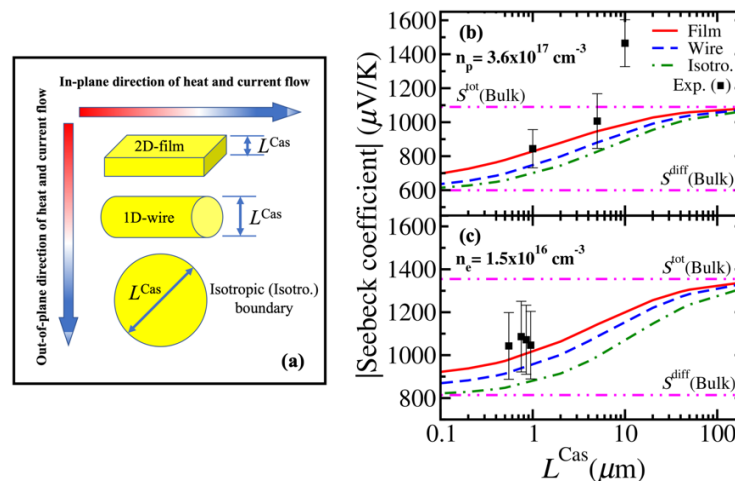 In-plane direction of heat and current flow
Out-of-plane direction of heat and current flow
2D-film
L^Cas
1D-wire
L^Cas
L^Cas
Isotropic (Isotro.)
boundary
(a)
|Seebeck coefficient| (μV/K)
1600
1400
1200
1000
800
600
(b)
n_p = 3.6x10^17 cm^-3
Film
Wire
Isotro.
Exp. (■)
S^tot(Bulk)
S^diff(Bulk)
1400
1200
1000
800
(c)
n_e = 1.5x10^16 cm^-3
S^tot(Bulk)
S^diff(Bulk)
0.1
1
10
100
L^Cas(μm)